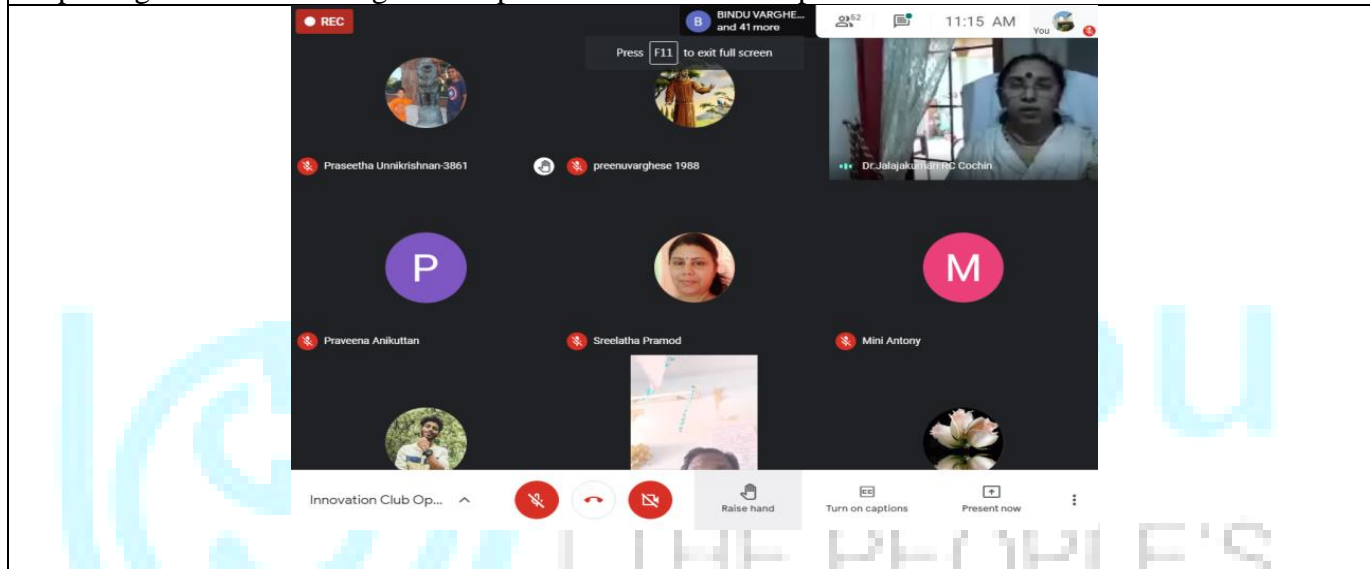 REC
B
BINDU VARGHE...
and 41 more
52
11:15 AM
You
Press F11 to exit full screen
Praseetha Unnikrishnan-3861
preenuvarghese 1988
Dr.Jalajakumari RC Cochin
P
M
Praveena Anikuttan
Sreelatha Pramod
Mini Antony
Innovation Club Op...
Raise hand
CC
Turn on captions
Present now
THE PEOPLE'S